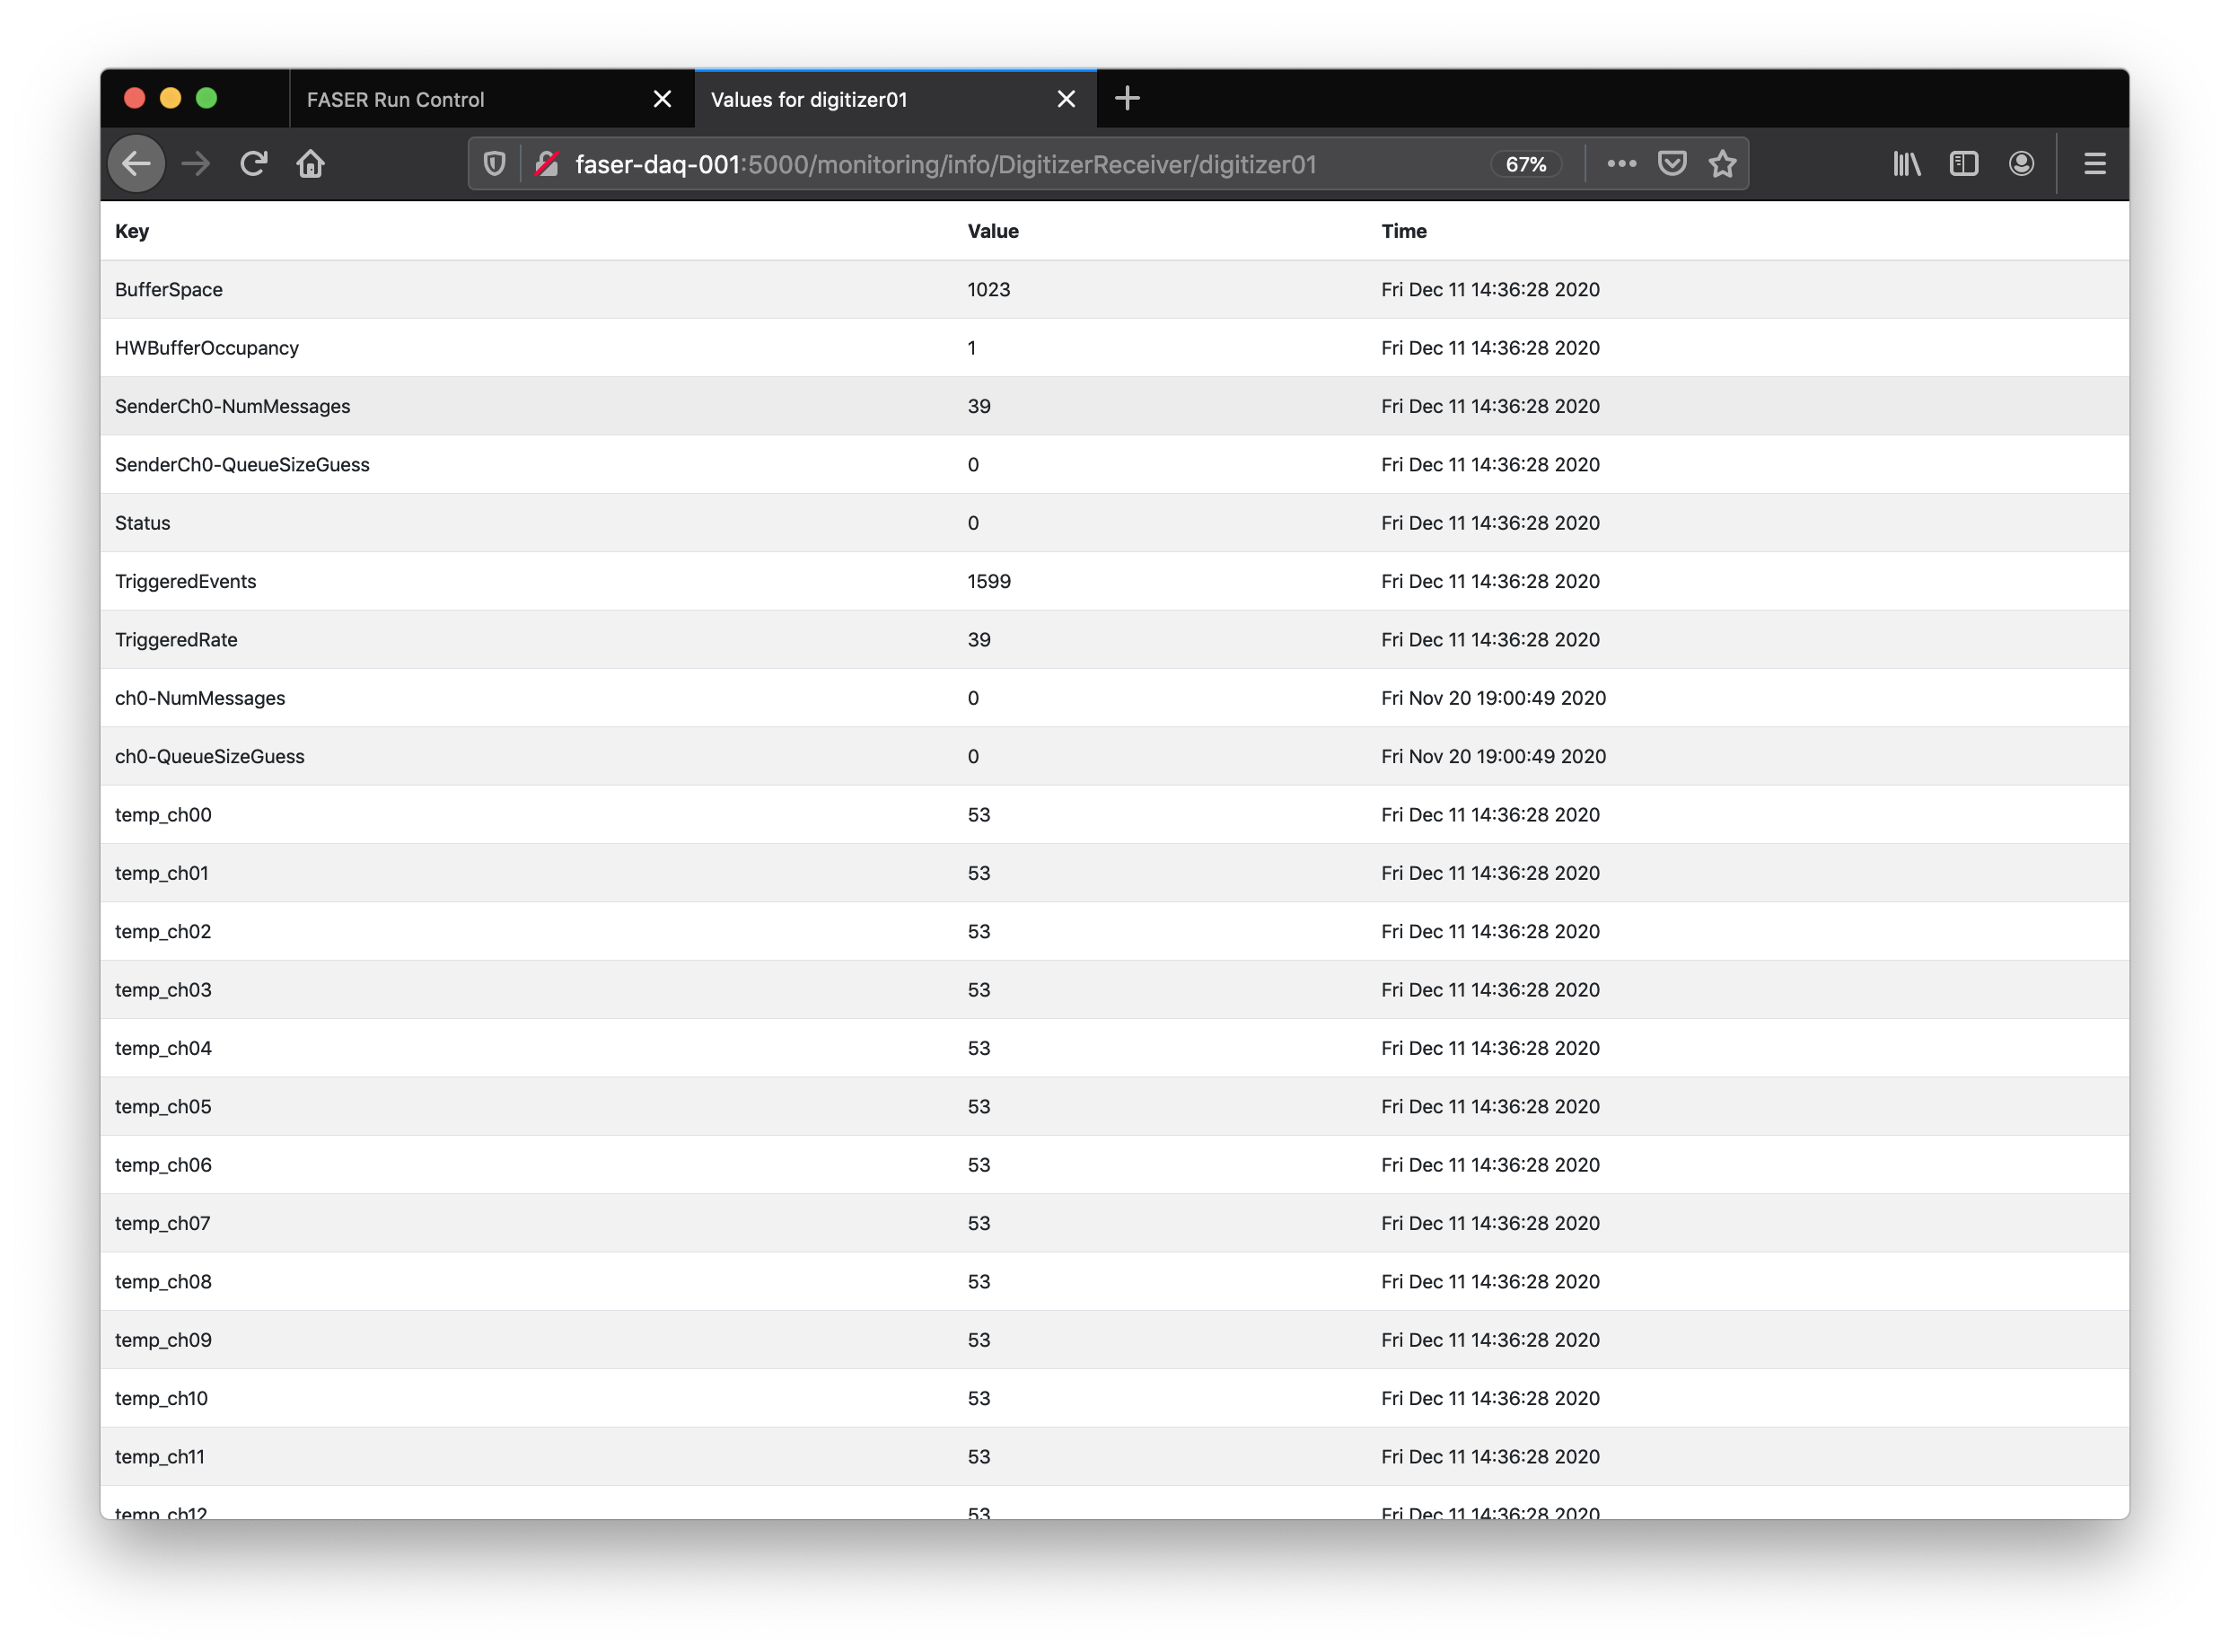 FASER Run Control
Values for digitizer01
faser-daq-001:5000/monitoring/info/DigitizerReceiver/digitizer01 67%
Key Value Time
BufferSpace 1023 Fri Dec 11 14:36:28 2020
HWBufferOccupancy 1 Fri Dec 11 14:36:28 2020
SenderCh0-NumMessages 39 Fri Dec 11 14:36:28 2020
SenderCh0-QueueSizeGuess 0 Fri Dec 11 14:36:28 2020
Status 0 Fri Dec 11 14:36:28 2020
TriggeredEvents 1599 Fri Dec 11 14:36:28 2020
TriggeredRate 39 Fri Dec 11 14:36:28 2020
ch0-NumMessages 0 Fri Nov 20 19:00:49 2020
ch0-QueueSizeGuess 0 Fri Nov 20 19:00:49 2020
temp_ch00 53 Fri Dec 11 14:36:28 2020
temp_ch01 53 Fri Dec 11 14:36:28 2020
temp_ch02 53 Fri Dec 11 14:36:28 2020
temp_ch03 53 Fri Dec 11 14:36:28 2020
temp_ch04 53 Fri Dec 11 14:36:28 2020
temp_ch05 53 Fri Dec 11 14:36:28 2020
temp_ch06 53 Fri Dec 11 14:36:28 2020
temp_ch07 53 Fri Dec 11 14:36:28 2020
temp_ch08 53 Fri Dec 11 14:36:28 2020
temp_ch09 53 Fri Dec 11 14:36:28 2020
temp_ch10 53 Fri Dec 11 14:36:28 2020
temp_ch11 53 Fri Dec 11 14:36:28 2020
temp_ch12 53 Fri Dec 11 14:36:28 2020